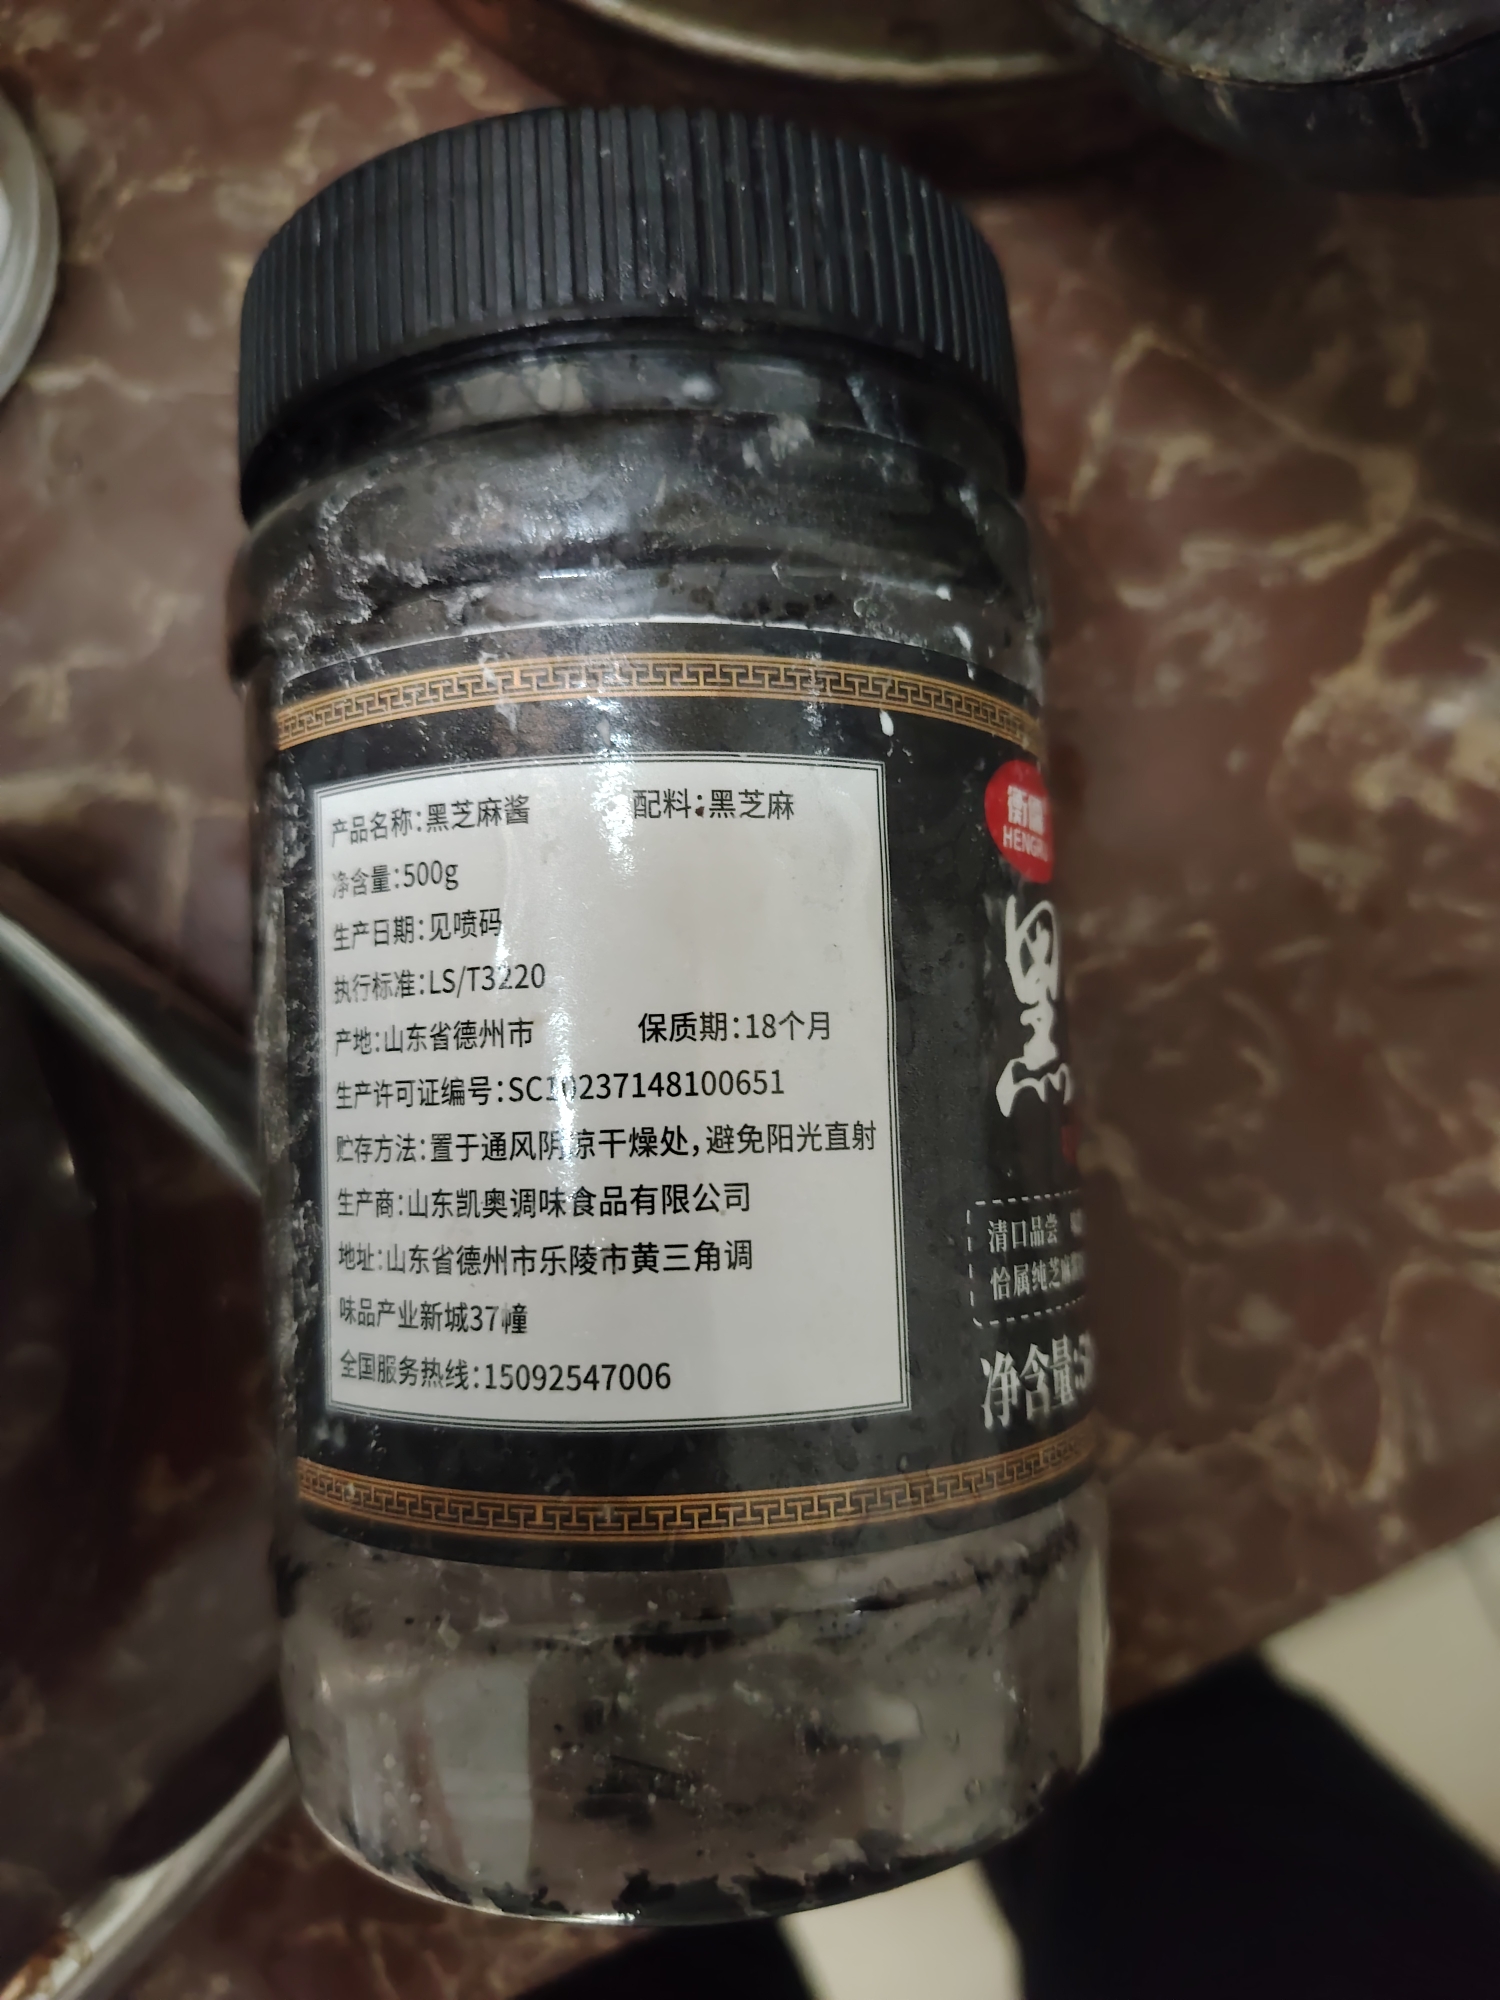 产品名称:黑芝麻酱 配料:黑芝麻
净含量:500g
生产日期:见喷码
执行标准:LS/T3220
产地:山东省德州市 保质期:18个月
生产许可证编号:SC10237148100651
贮存方法:置于通风阴凉干燥处,避免阳光直射
生产商:山东凯奥调味食品有限公司
地址:山东省德州市乐陵市黄三角调
味品产业新城37幢
全国服务热线:15092547006
黑
清口品尝
恰属纯芝麻
净含量:5